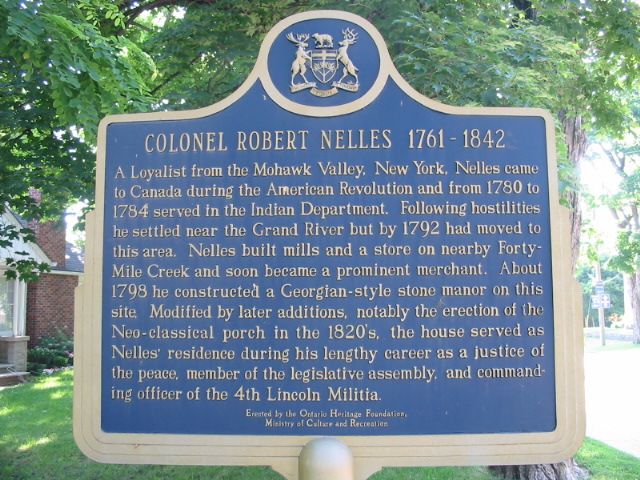 COLONEL ROBERT NELLES 1761-1842
A Loyalist from the Mohawk Valley, New York, Nelles came
to Canada during the American Revolution and from 1780 to
1784 served in the Indian Department. Following hostilities
he settled near the Grand River but by 1792 had moved to
this area. Nelles built mills and a store on nearby Forty-
Mile Creek and soon became a prominent merchant. About
1798 he constructed a Georgian-style stone manor on this
site. Modified by later additions, notably the erection of the
Neo-classical porch in the 1820's, the house served as
Nelles' residence during his lengthy career as a justice of
the peace, member of the legislative assembly, and command-
ing officer of the 4th Lincoln Militia.
Erected by the Ontario Heritage Foundation,
Ministry of Culture and Recreation